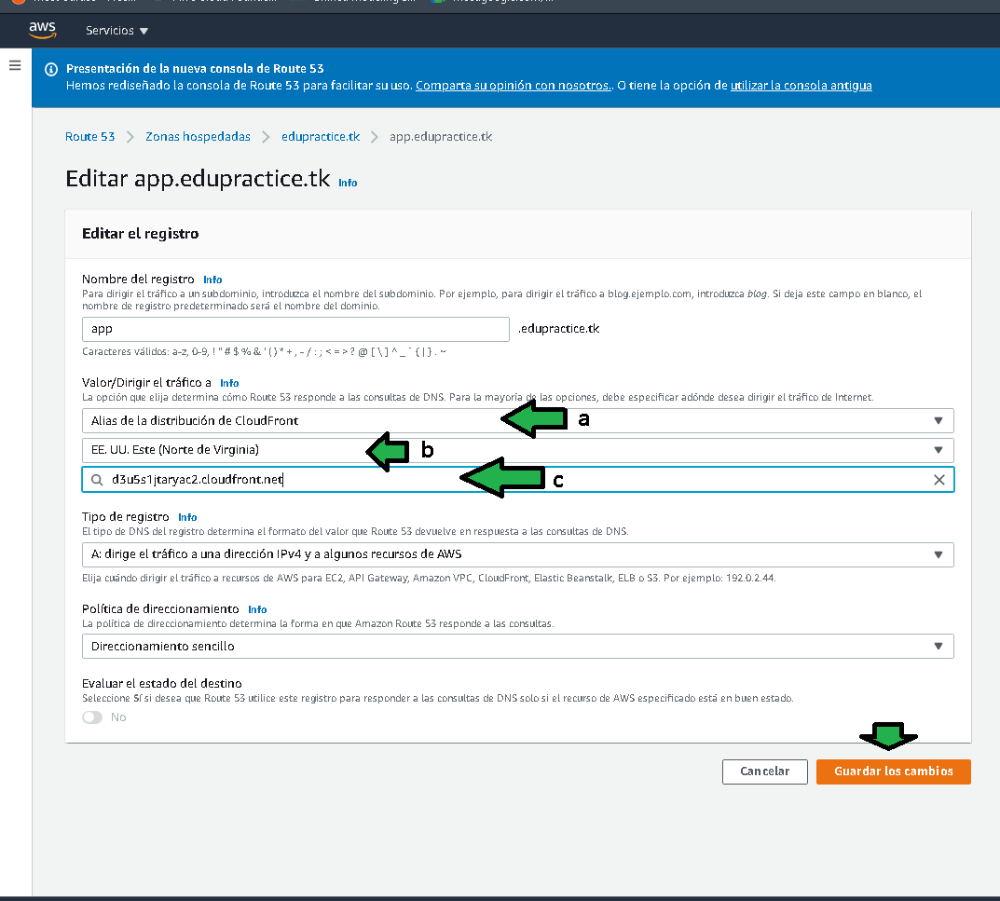 aws
Servicios ▼
Presentación de la nueva consola de Route 53
Hemos rediseñado la consola de Route 53 para facilitar su uso. Comparta su opinión con nosotros.. O tiene la opción de utilizar la consola antigua
Route 53 > Zonas hospedadas > edupractice.tk > app.edupractice.tk
Editar app.edupractice.tk Info
Editar el registro
Nombre del registro Info
Para dirigir el tráfico a un subdominio, introduzca el nombre del subdominio. Por ejemplo, para dirigir el tráfico a blog.ejemplo.com, introduzca blog. Si deja este campo en blanco, el
nombre de registro predeterminado será el nombre del dominio.
app .edupractice.tk
Caracteres válidos: a-z, 0-9, ! " # $ % & ' ( ) * + , - / : ; < = > ? @ [ \ ] ^ _ ` { | } . ~
Valor/Dirigir el tráfico a Info
La opción que elija determina cómo Route 53 responde a las consultas de DNS. Para la mayoría de las opciones, debe especificar adónde desea dirigir el tráfico de Internet.
Alias de la distribución de CloudFront a
EE. UU. Este (Norte de Virginia) b
d3u5s1jtaryac2.cloudfront.net c
Tipo de registro Info
El tipo de DNS del registro determina el formato del valor que Route 53 devuelve en respuesta a las consultas de DNS.
A: dirige el tráfico a una dirección IPv4 y a algunos recursos de AWS
Elija cuándo dirigir el tráfico a recursos de AWS para EC2, API Gateway, Amazon VPC, CloudFront, Elastic Beanstalk, ELB o S3. Por ejemplo: 192.0.2.44.
Política de direccionamiento Info
La política de direccionamiento determina la forma en que Amazon Route 53 responde a las consultas.
Direccionamiento sencillo
Evaluar el estado del destino
Seleccione Sí si desea que Route 53 utilice este registro para responder a las consultas de DNS solo si el recurso de AWS especificado está en buen estado.
No
Cancelar Guardar los cambios